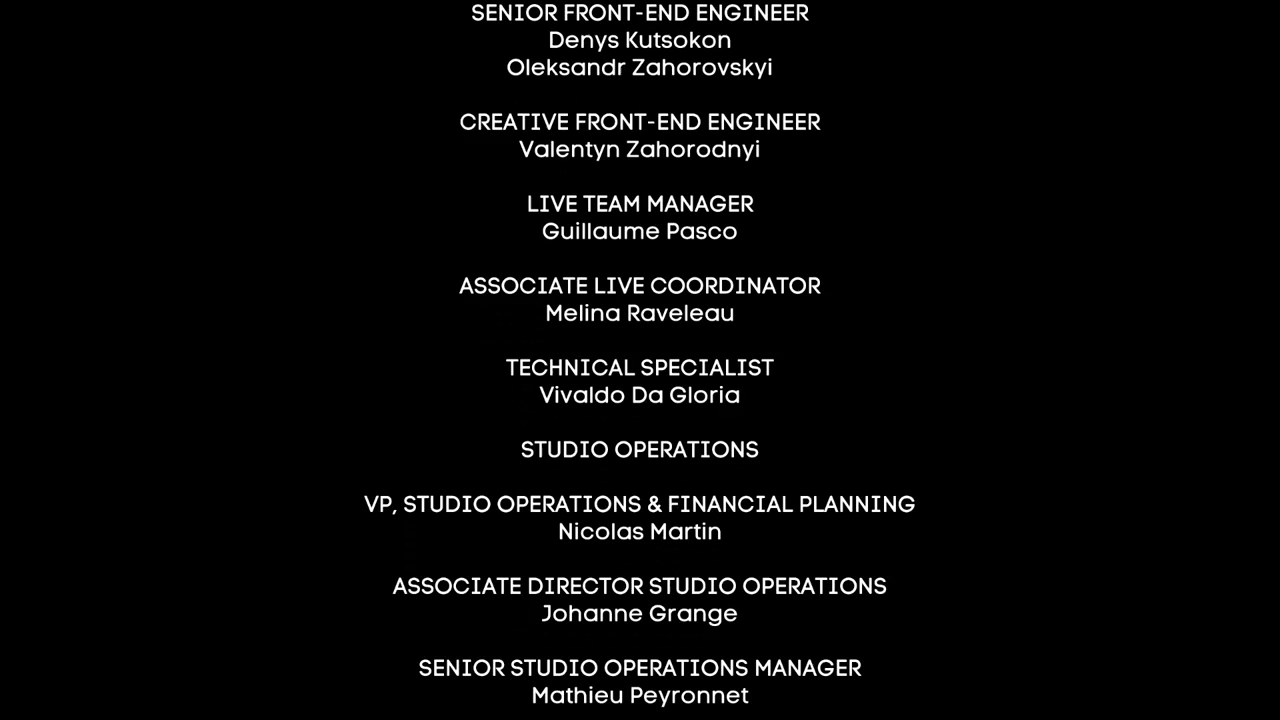 SENIOR FRONT-END ENGINEER
Denys Kutsokon
Oleksandr Zahorovskyi
CREATIVE FRONT-END ENGINEER
Valentyn Zahorodnyi
LIVE TEAM MANAGER
Guillaume Pasco
ASSOCIATE LIVE COORDINATOR
Melina Raveleau
TECHNICAL SPECIALIST
Vivaldo Da Gloria
STUDIO OPERATIONS
VP, STUDIO OPERATIONS & FINANCIAL PLANNING
Nicolas Martin
ASSOCIATE DIRECTOR STUDIO OPERATIONS
Johanne Grange
SENIOR STUDIO OPERATIONS MANAGER
Mathieu Peyronnet